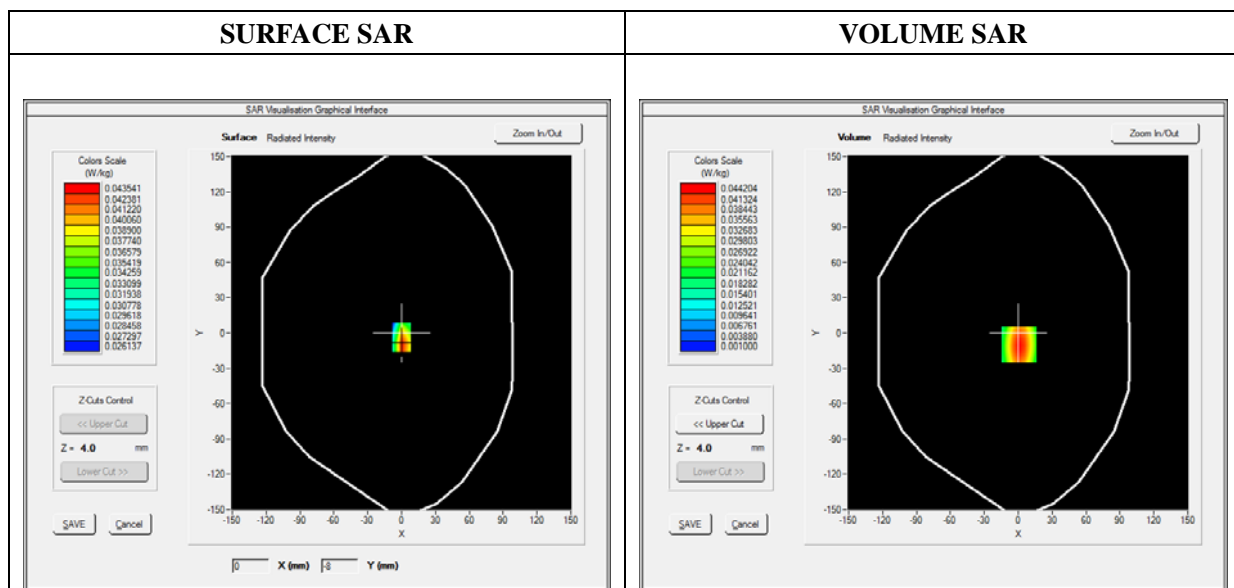 SURFACE SAR
VOLUME SAR
SAR Visualisation Graphical Interface
Surface Radiated Intensity
Zoom In/Out
Colors Scale
(W/kg)
0.043541
0.042381
0.041220
0.040060
0.038900
0.037740
0.036579
0.035419
0.034259
0.033099
0.031938
0.030778
0.029618
0.028458
0.027297
0.026137
Z-Cuts Control
<< Upper Cut
Z = 4.0 mm
Lower Cut >>
SAVE Cancel
150
120
90
60
30
0
-30
-60
-90
-120
-150
Y
-150 -120 -90 -60 -30 0 30 60 90 120 150
X
0 X (mm) -8 Y (mm)
SAR Visualisation Graphical Interface
Volume Radiated Intensity
Zoom In/Out
Colors Scale
(W/kg)
0.044204
0.041324
0.038443
0.035563
0.032683
0.029803
0.026922
0.024042
0.021162
0.018282
0.015401
0.012521
0.009641
0.006761
0.003880
0.001000
Z-Cuts Control
<< Upper Cut
Z = 4.0 mm
Lower Cut >>
SAVE Cancel
150
120
90
60
30
0
-30
-60
-90
-120
-150
Y
-150 -120 -90 -60 -30 0 30 60 90 120 150
X